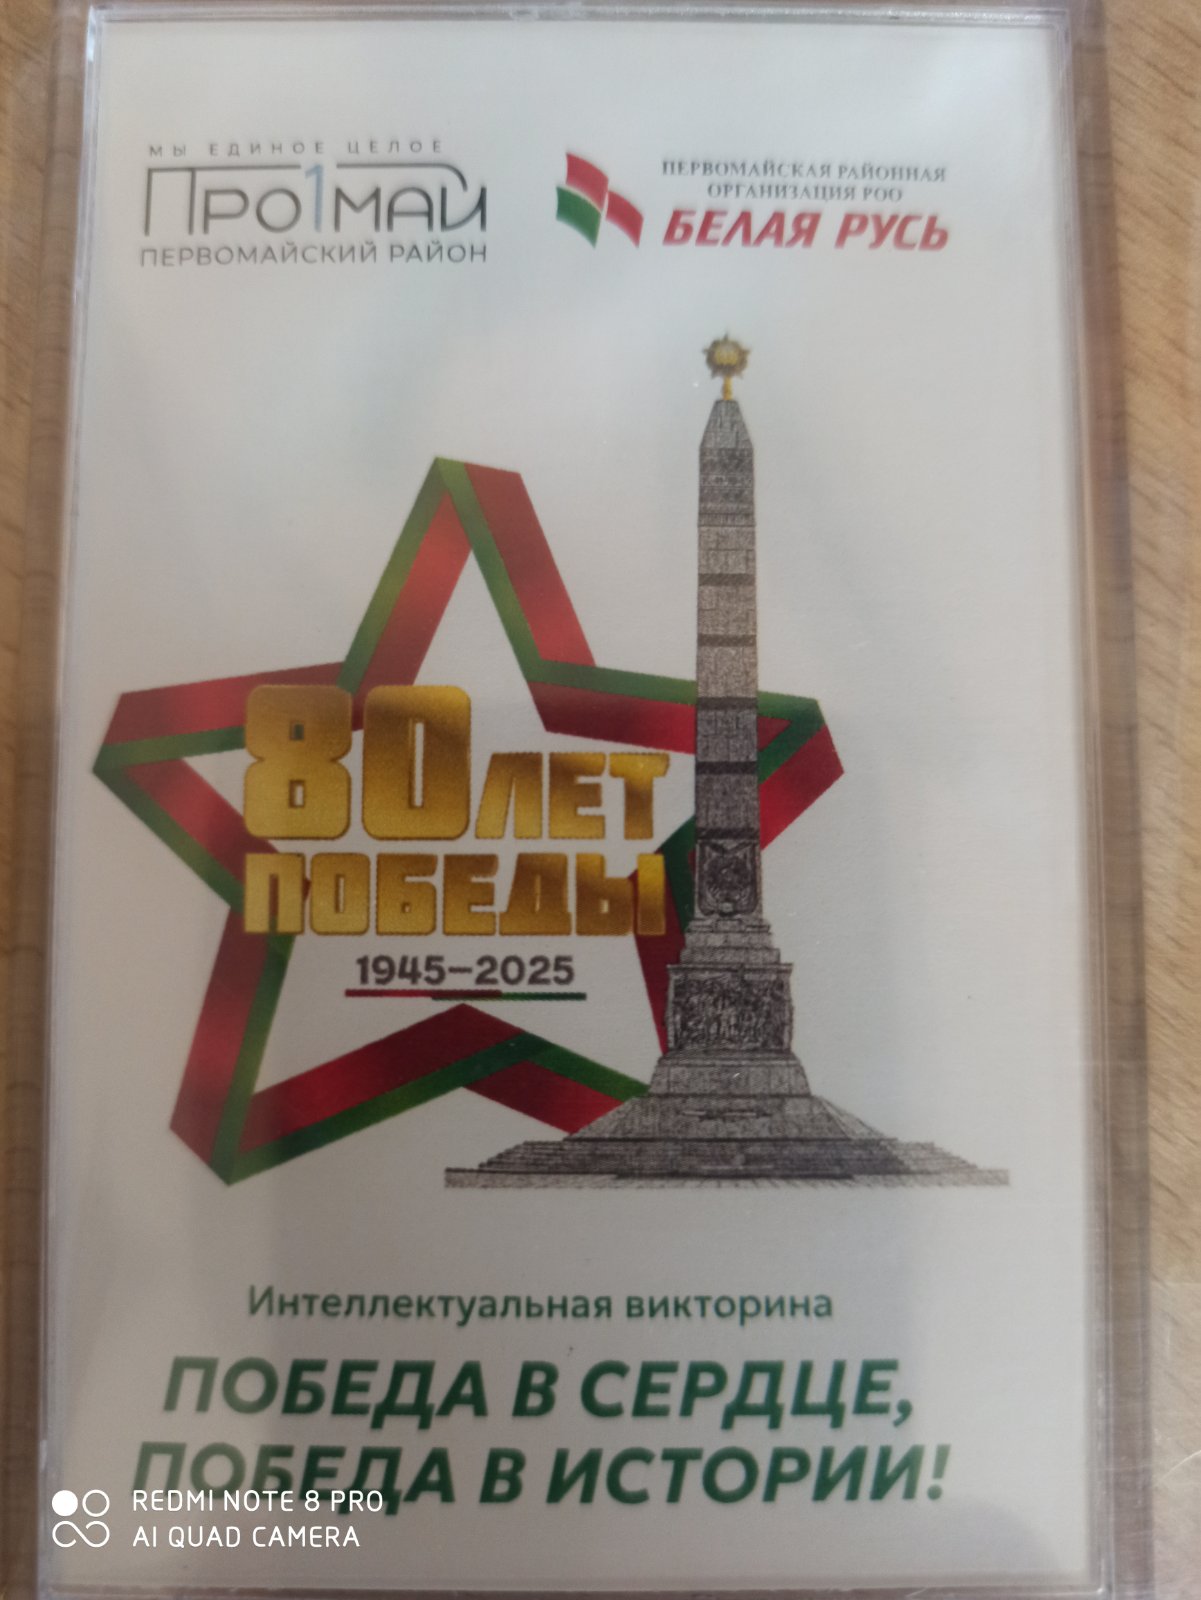 МЫ ЕДИНОЕ ЦЕЛОЕ
ПРО1МАЙ
ПЕРВОМАЙСКИЙ РАЙОН
ПЕРВОМАЙСКАЯ РАЙОННАЯ
ОРГАНИЗАЦИЯ РОО
БЕЛАЯ РУСЬ
80 ЛЕТ
ПОБЕДЫ
1945–2025
Интеллектуальная викторина
ПОБЕДА В СЕРДЦЕ,
ПОБЕДА В ИСТОРИИ!
REDMI NOTE 8 PRO
AI QUAD CAMERA